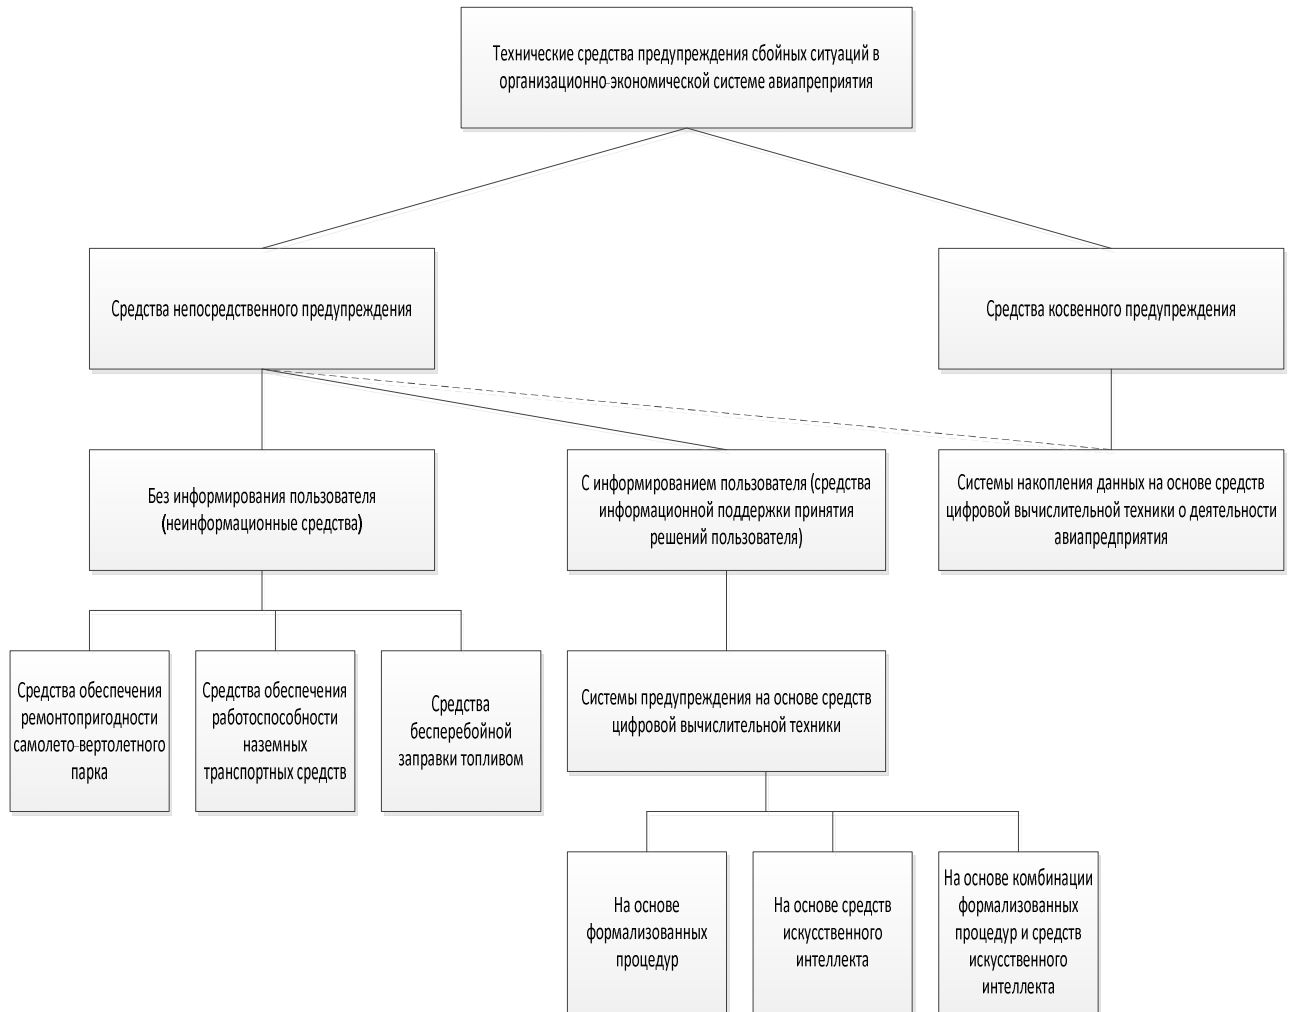 Технические средства предупреждения сбойных ситуаций в
организационно-экономической системе авиапреприятия
Средства непосредственного предупреждения
Средства косвенного предупреждения
Без информирования пользователя
(неинформационные средства)
С информированием пользователя (средства
информационной поддержки принятия
решений пользователя)
Системы накопления данных на основе средств
цифровой вычислительной техники о деятельности
авиапредприятия
Средства обеспечения
ремонтопригодности
самолето-вертолетного
парка
Средства обеспечения
работоспособности
наземных
транспортных средств
Средства
бесперебойной
заправки топливом
Системы предупреждения на основе средств
цифровой вычислительной техники
На основе
формализованных
процедур
На основе средств
искусственного
интеллекта
На основе комбинации
формализованных
процедур и средств
искусственного
интеллекта